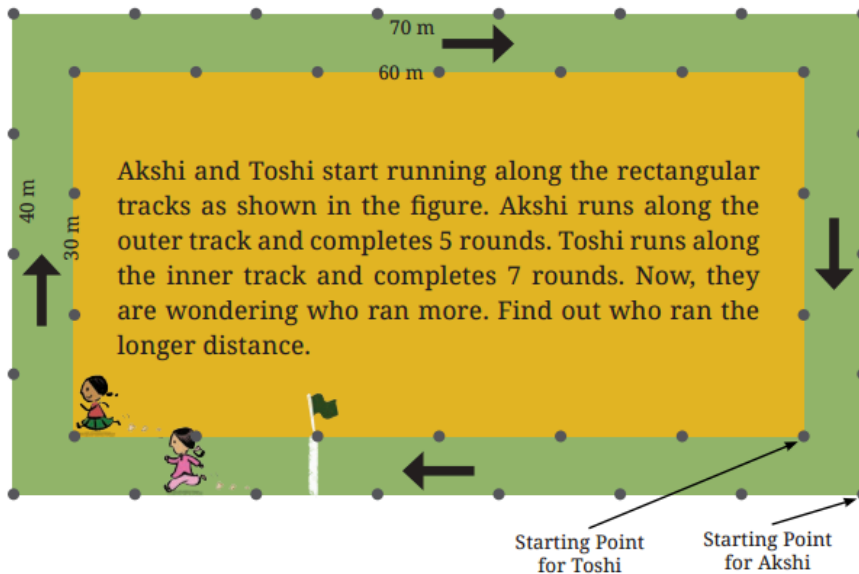 70 m
60 m
40 m
30 m
Akshi and Toshi start running along the rectangular
tracks as shown in the figure. Akshi runs along the
outer track and completes 5 rounds. Toshi runs along
the inner track and completes 7 rounds. Now, they
are wondering who ran more. Find out who ran the
longer distance.
Starting Point
for Toshi
Starting Point
for Akshi